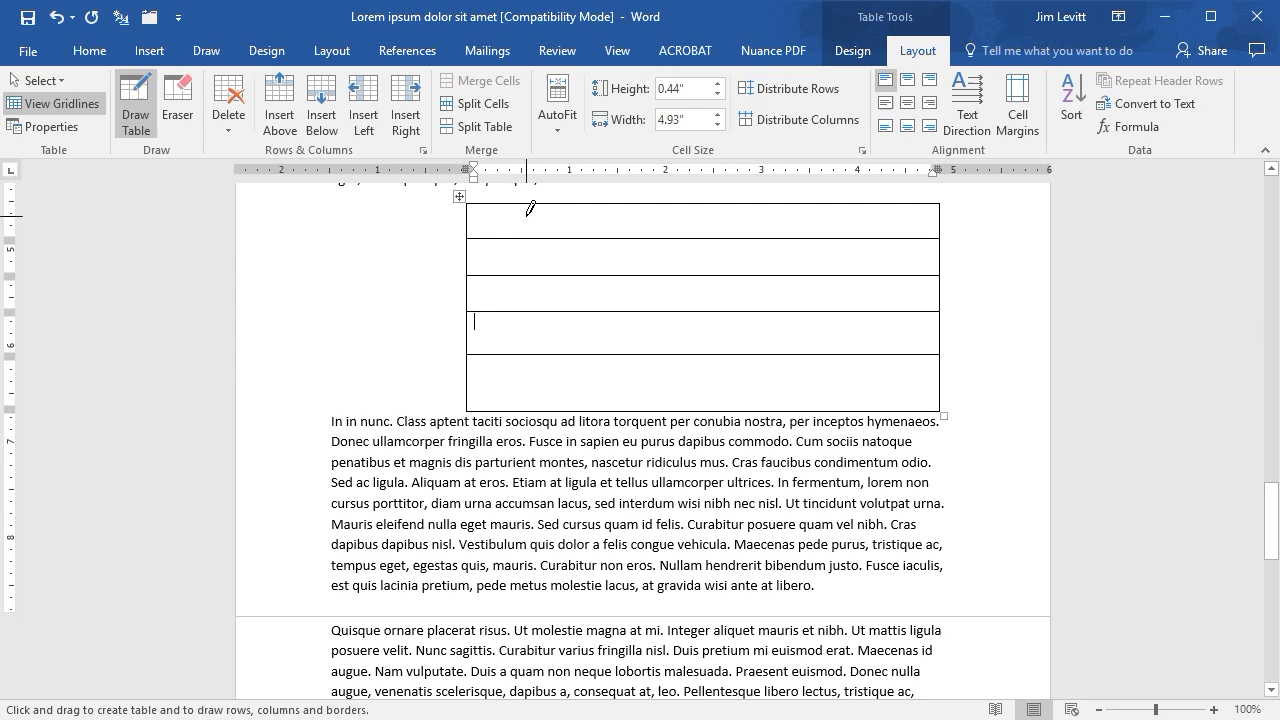 Lorem ipsum dolor sit amet [Compatibility Mode] - Word
Table Tools
Jim Levitt
File Home Insert Draw Design Layout References Mailings Review View ACROBAT Nuance PDF Design Layout Tell me what you want to do Share
Select
View Gridlines
Properties
Table
Draw Table
Eraser
Draw
Delete
Insert Above
Insert Below
Insert Left
Insert Right
Rows & Columns
Merge Cells
Split Cells
Split Table
Merge
AutoFit
Height: 0.44"
Width: 4.93"
Distribute Rows
Distribute Columns
Cell Size
Text Direction
Cell Margins
Alignment
Sort
Repeat Header Rows
Convert to Text
Formula
Data
2 1 1 2 3 4 5 6
5
6
7
8
In in nunc. Class aptent taciti sociosqu ad litora torquent per conubia nostra, per inceptos hymenaeos.
Donec ullamcorper fringilla eros. Fusce in sapien eu purus dapibus commodo. Cum sociis natoque
penatibus et magnis dis parturient montes, nascetur ridiculus mus. Cras faucibus condimentum odio.
Sed ac ligula. Aliquam at eros. Etiam at ligula et tellus ullamcorper ultrices. In fermentum, lorem non
cursus porttitor, diam urna accumsan lacus, sed interdum wisi nibh nec nisl. Ut tincidunt volutpat urna.
Mauris eleifend nulla eget mauris. Sed cursus quam id felis. Curabitur posuere quam vel nibh. Cras
dapibus dapibus nisl. Vestibulum quis dolor a felis congue vehicula. Maecenas pede purus, tristique ac,
tempus eget, egestas quis, mauris. Curabitur non eros. Nullam hendrerit bibendum justo. Fusce iaculis,
est quis lacinia pretium, pede metus molestie lacus, at gravida wisi ante at libero.
Quisque ornare placerat risus. Ut molestie magna at mi. Integer aliquet mauris et nibh. Ut mattis ligula
posuere velit. Nunc sagittis. Curabitur varius fringilla nisl. Duis pretium mi euismod erat. Maecenas id
augue. Nam vulputate. Duis a quam non neque lobortis malesuada. Praesent euismod. Donec nulla
augue, venenatis scelerisque, dapibus a, consequat at, leo. Pellentesque libero lectus, tristique ac,
Click and drag to create table and to draw rows, columns and borders.
100%